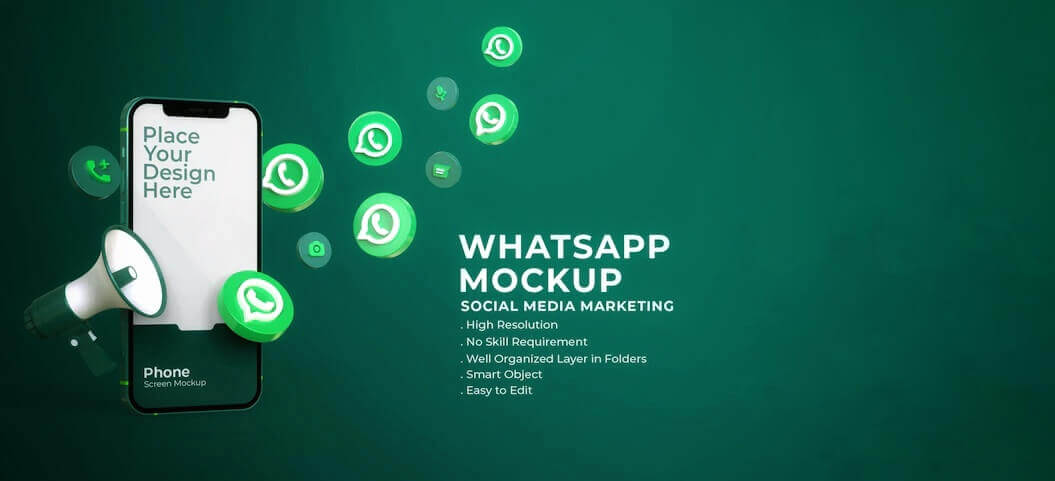 Place
Your
Design
Here
Phone
Screen Mockup
WHATSAPP
MOCKUP
SOCIAL MEDIA MARKETING
. High Resolution
. No Skill Requirement
. Well Organized Layer in Folders
. Smart Object
. Easy to Edit